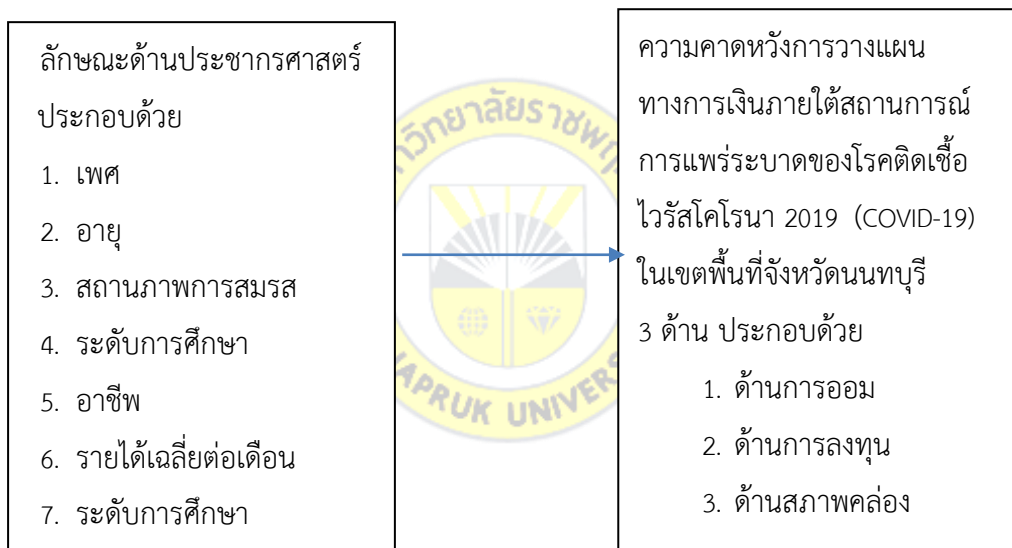 ลักษณะด้านประชากรศาสตร์
ประกอบด้วย
1. เพศ
2. อายุ
3. สถานภาพการสมรส
4. ระดับการศึกษา
5. อาชีพ
6. รายได้เฉลี่ยต่อเดือน
7. ระดับการศึกษา
ความคาดหวังการวางแผน
ทางการเงินภายใต้สถานการณ์
การแพร่ระบาดของโรคติดเชื้อ
ไวรัสโคโรนา 2019 (COVID-19)
ในเขตพื้นที่จังหวัดนนทบุรี
3 ด้าน ประกอบด้วย
1. ด้านการออม
2. ด้านการลงทุน
3. ด้านสภาพคล่อง